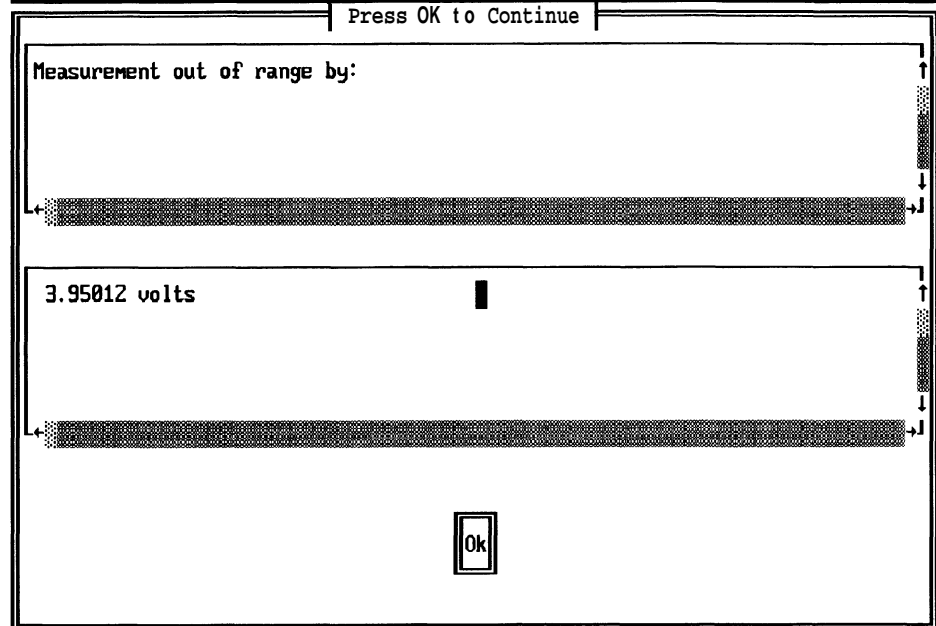 Press OK to Continue
Measurement out of range by:
3.95012 volts
Ok